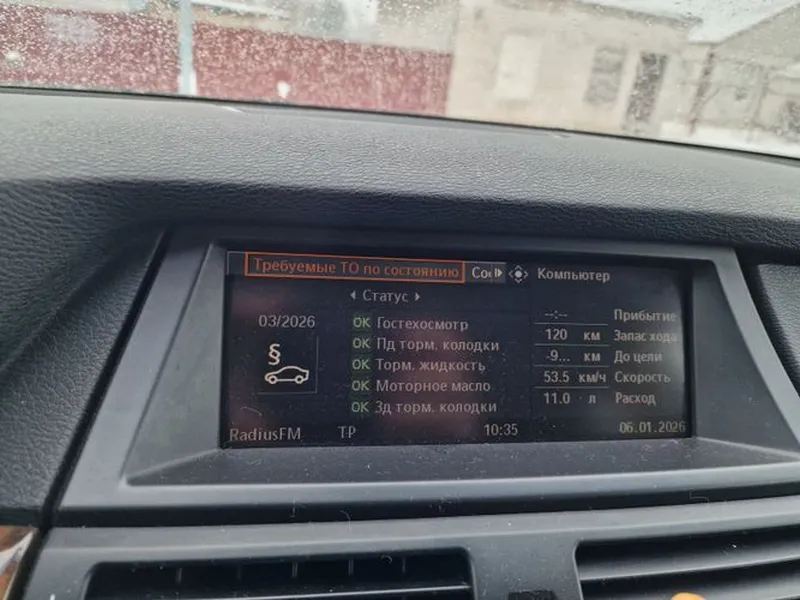 Требуемые ТО по состоянию Сог
Статус
03/2026
§
OK Гостехосмотр
OK Пд торм. колодки
OK Торм. жидкость
OK Моторное масло
OK Зд торм. колодки
Компьютер
--:-- Прибытие
120 км Запас хода
-9... км До цели
53.5 км/ч Скорость
11.0 л Расход
RadiusFM TP 10:35 06.01.2026